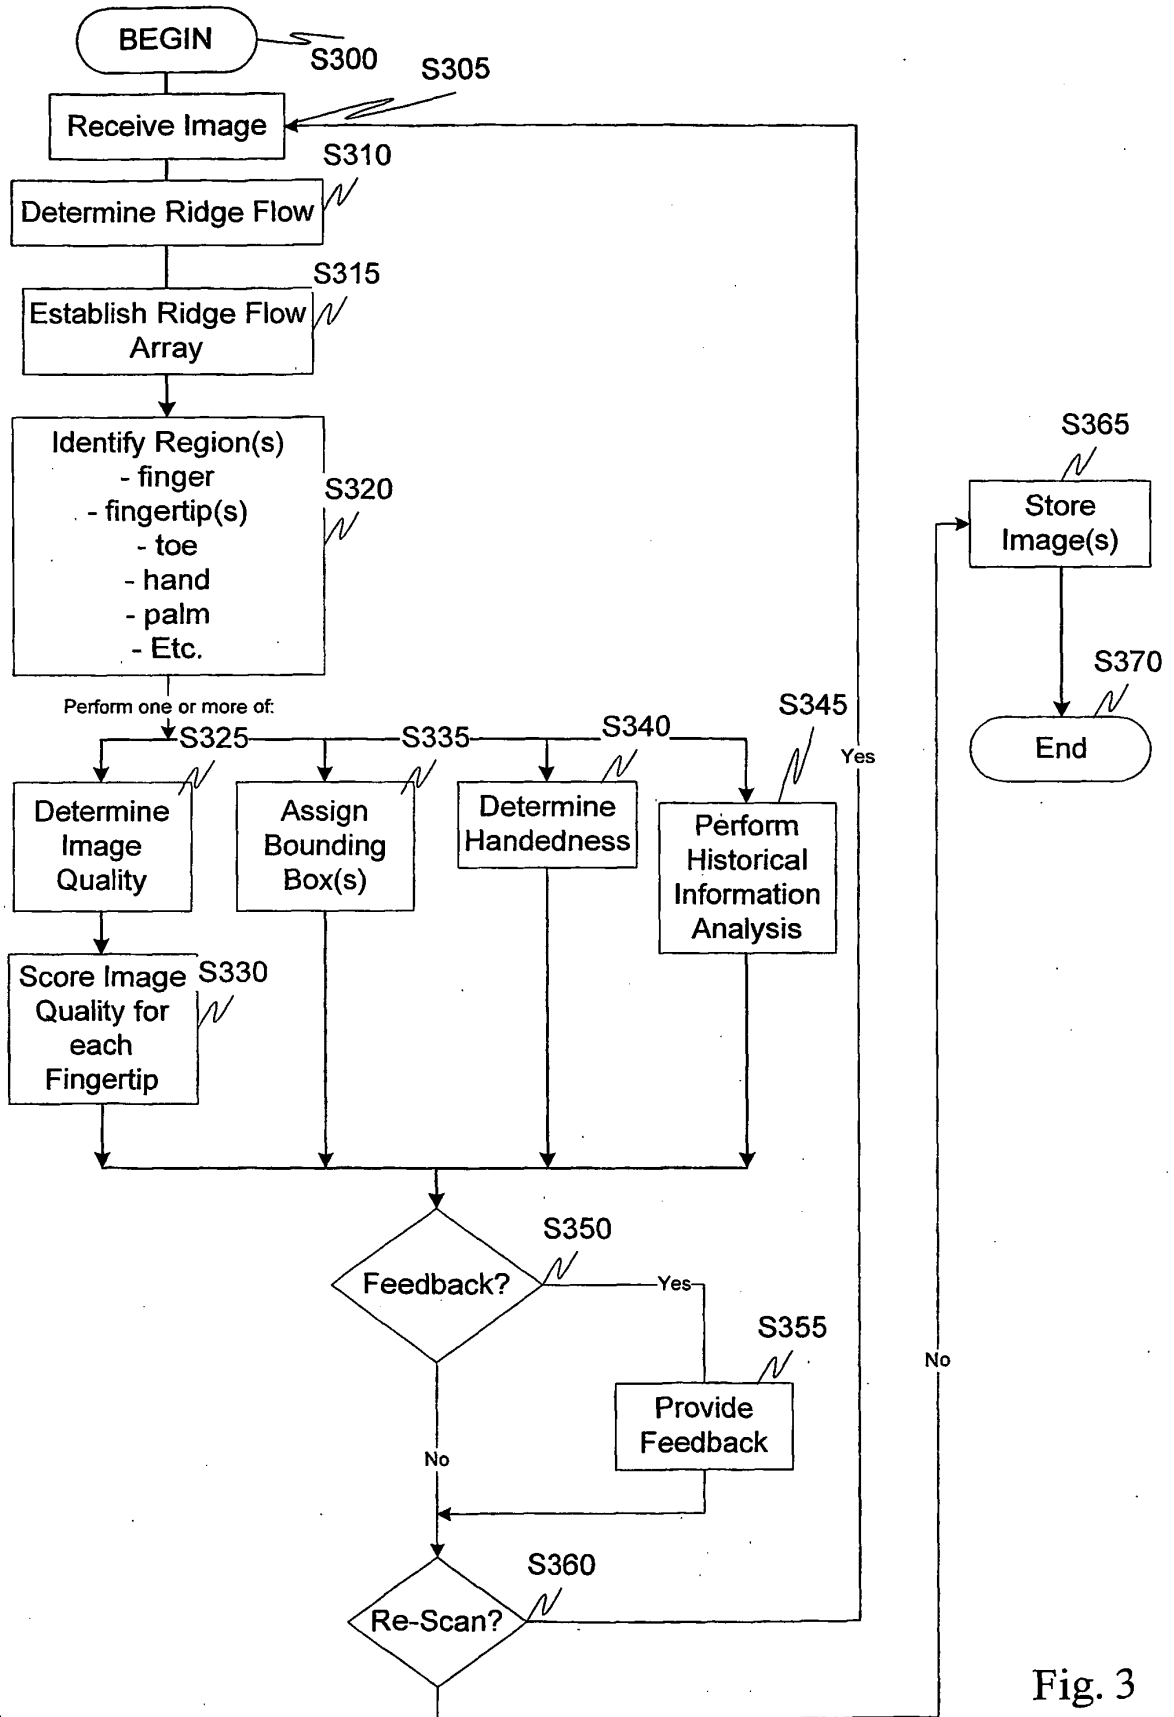 BEGIN
S300
S305
Receive Image
S310
Determine Ridge Flow
S315
Establish Ridge Flow
Array
Identify Region(s)
- finger
- fingertip(s)
- toe
- hand
- palm
- Etc.
S320
Perform one or more of:
S325
Determine
Image
Quality
S330
Score Image
Quality for
each
Fingertip
S335
Assign
Bounding
Box(s)
S340
Determine
Handedness
S345
Perform
Historical
Information
Analysis
S350
Feedback?
Yes
No
S355
Provide
Feedback
S360
Re-Scan?
Yes
No
S365
Store
Image(s)
S370
End
Fig. 3